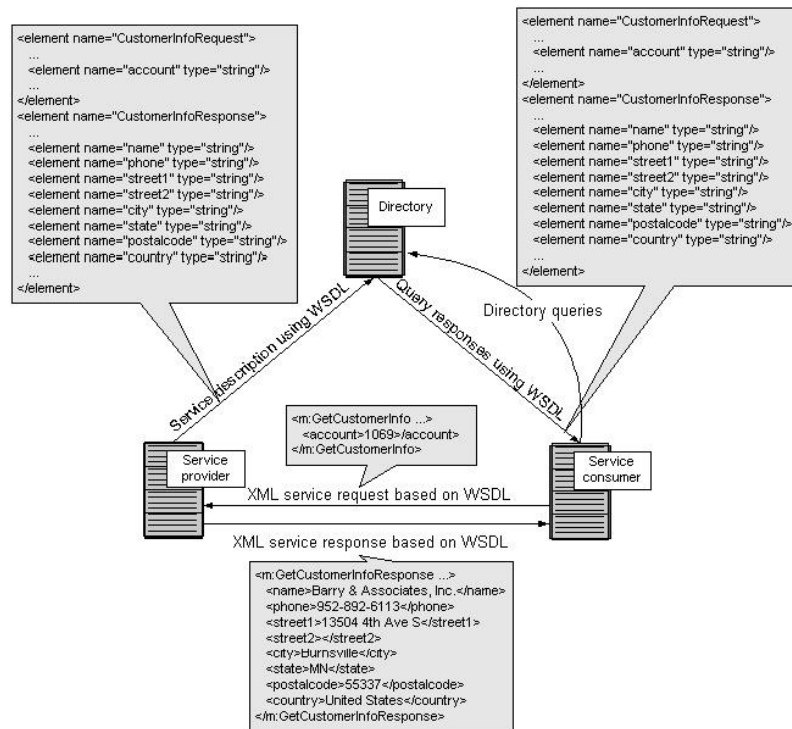 <element name="CustomerInfoRequest">
...
<element name="account" type="string"/>
...
</element>
<element name="CustomerInfoResponse">
...
<element name="name" type="string"/>
<element name="phone" type="string"/>
<element name="street1" type="string"/>
<element name="street2" type="string"/>
<element name="city" type="string"/>
<element name="state" type="string"/>
<element name="postalcode" type="string"/>
<element name="country" type="string"/>
...
</element>
<element name="CustomerInfoRequest">
...
<element name="account" type="string"/>
...
</element>
<element name="CustomerInfoResponse">
...
<element name="name" type="string"/>
<element name="phone" type="string"/>
<element name="street1" type="string"/>
<element name="street2" type="string"/>
<element name="city" type="string"/>
<element name="state" type="string"/>
<element name="postalcode" type="string"/>
<element name="country" type="string"/>
...
</element>
Directory
Service description using WSDL
Query responses using WSDL
Directory queries
<m:GetCustomerInfo ...>
<account>1069>/account>
</m:GetCustomerInfo>
Service
provider
Service
consumer
XML service request based on WSDL
XML service response based on WSDL
<m:GetCustomerInfoResponse ...>
<name>Barry & Associates, Inc.</name>
<phone>952-892-6113</phone>
<street1>13504 4th Ave S</street1>
<street2></street2>
<city>Burnsville</city>
<state>MN</state>
<postalcode>55337</postalcode>
<country>United States</country>
</m:GetCustomerInfoResponse>